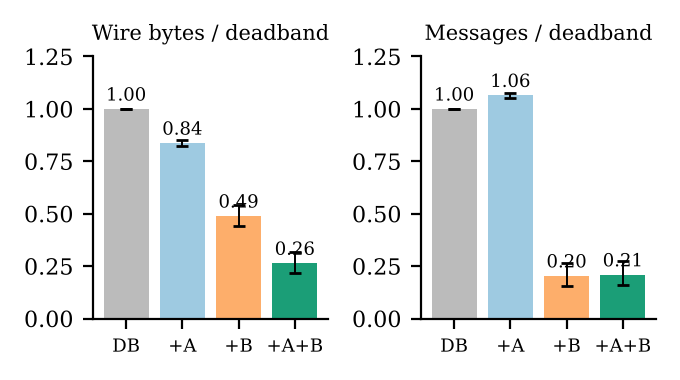 Wire bytes / deadband
1.25
1.00
0.75
0.50
0.25
0.00
1.00
0.84
0.49
0.26
DB
+A
+B
+A+B
Messages / deadband
1.25
1.00
0.75
0.50
0.25
0.00
1.00
1.06
0.20
0.21
DB
+A
+B
+A+B